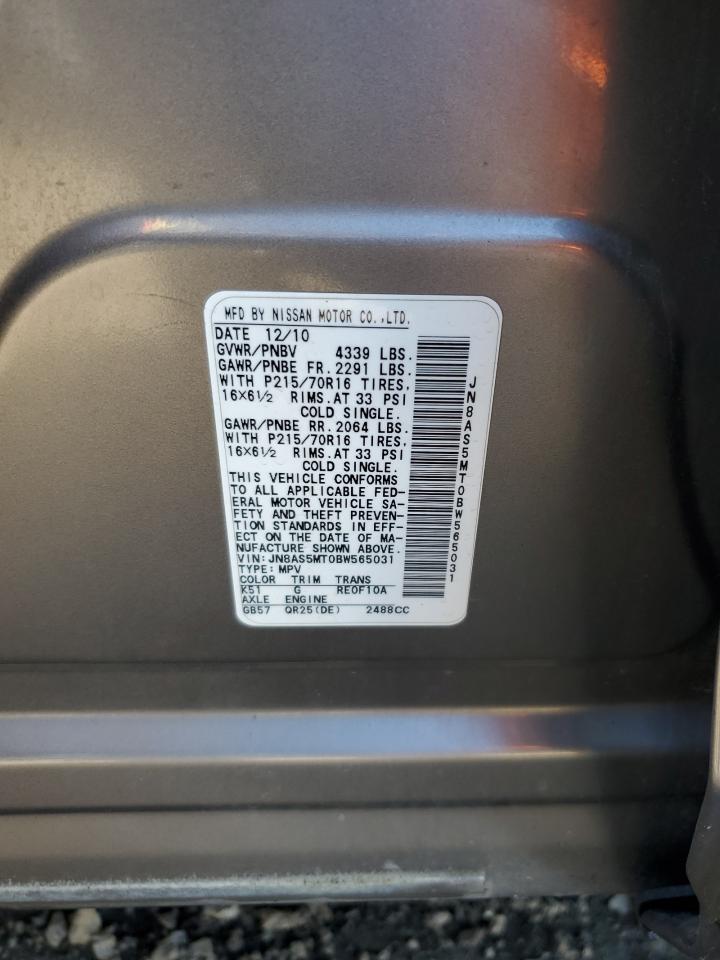 MFD BY NISSAN MOTOR CO.,LTD.
DATE 12/10
GVWR/PNBV 4339 LBS.
GAWR/PNBE FR. 2291 LBS.
WITH P215/70R16 TIRES,
16×6½ RIMS.AT 33 PSI
COLD SINGLE.
GAWR/PNBE RR. 2064 LBS.
WITH P215/70R16 TIRES,
16×6½ RIMS.AT 33 PSI
COLD SINGLE.
THIS VEHICLE CONFORMS
TO ALL APPLICABLE FED-
ERAL MOTOR VEHICLE SA-
FETY AND THEFT PREVEN-
TION STANDARDS IN EFF-
ECT ON THE DATE OF MA-
NUFACTURE SHOWN ABOVE.
VIN: JN8AS5MT0BW565031
TYPE: MPV
COLOR TRIM TRANS
K51 G RE0F10A
AXLE ENGINE
GB57 QR25(DE) 2488CC
JN8AS5MT0BW565031